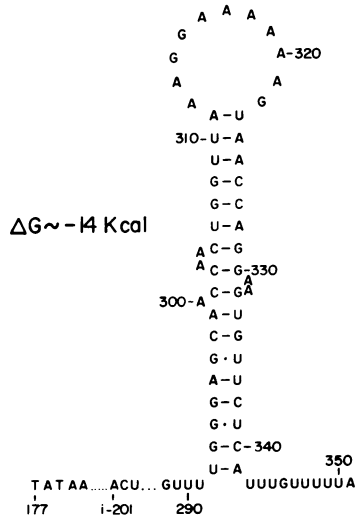 A A A
G A
G A-320
A A
A G
A-U
310-U-A
U-A
G-C
G-C
U-A
ΔG~-14 Kcal
A C-G
A C-G-330
A
C-G A
300-A
A-U
C-G
G·U
A-U
G-C
G·U
G-C-340
U-A
350
TATAA.....ACU...GUUU UUUGUUUUUA
177 i-201 290